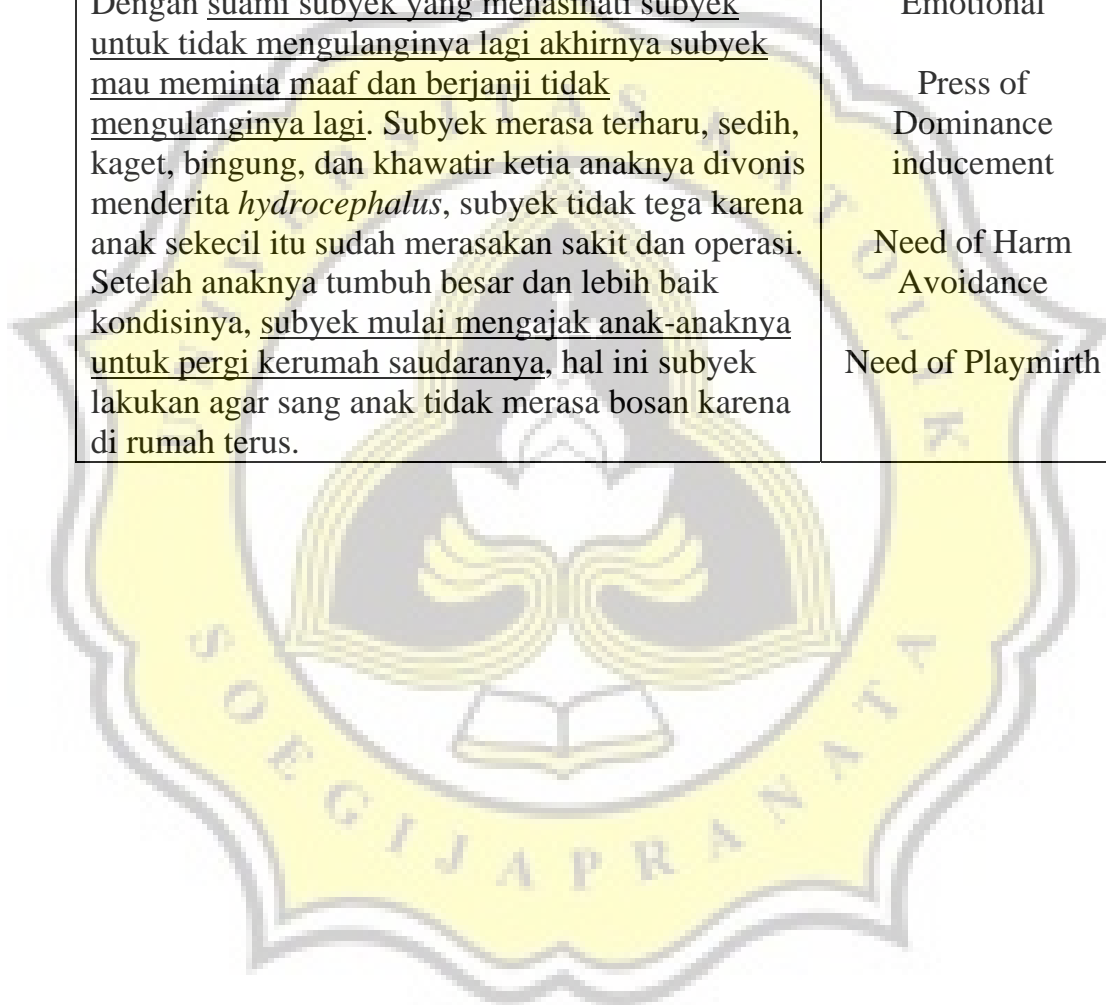 Dengan suami subyek yang menasihati subyek
untuk tidak mengulanginya lagi akhirnya subyek
mau meminta maaf dan berjanji tidak
mengulanginya lagi. Subyek merasa terharu, sedih,
kaget, bingung, dan khawatir ketia anaknya divonis
menderita hydrocephalus, subyek tidak tega karena
anak sekecil itu sudah merasakan sakit dan operasi.
Setelah anaknya tumbuh besar dan lebih baik
kondisinya, subyek mulai mengajak anak-anaknya
untuk pergi kerumah saudaranya, hal ini subyek
lakukan agar sang anak tidak merasa bosan karena
di rumah terus.
Emotional
Press of
Dominance
inducement
Need of Harm
Avoidance
Need of Playmirth
UNIVERSITAS KATOLIK
SOEGIJAPRANATA